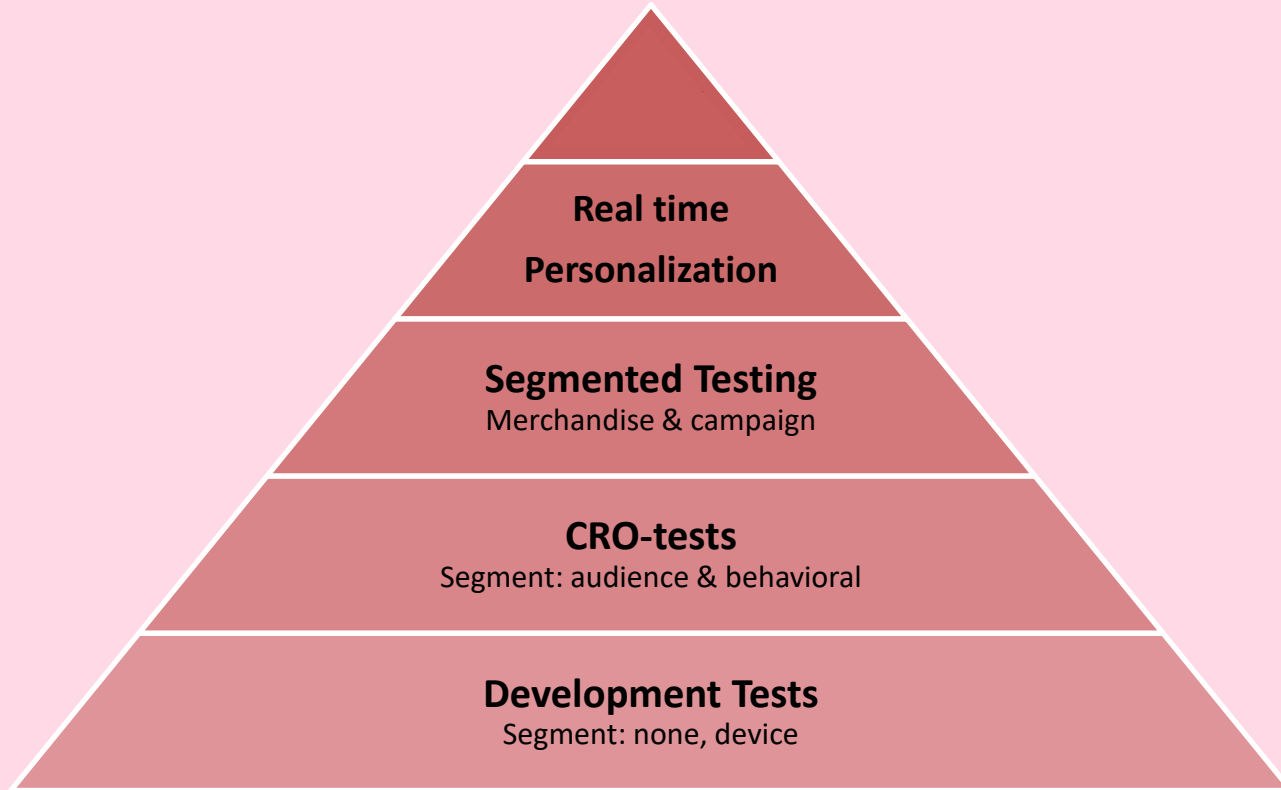 Real time
Personalization
Segmented Testing
Merchandise & campaign
CRO-tests
Segment: audience & behavioral
Development Tests
Segment: none, device